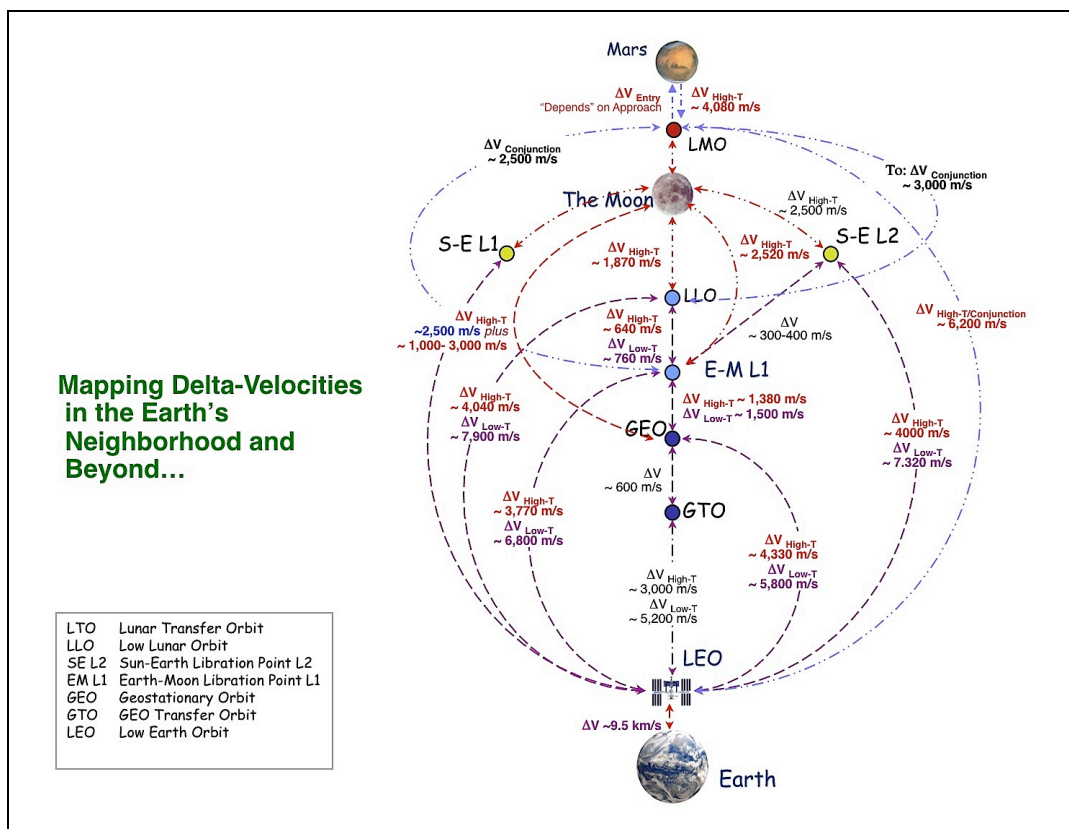 Mars
ΔV Entry
"Depends" on Approach
ΔV High-T
~ 4,080 m/s
LMO
ΔV Conjunction
~ 2,500 m/s
To: ΔV Conjunction
~ 3,000 m/s
The Moon
ΔV High-T
~ 2,500 m/s
S-E L1
S-E L2
ΔV High-T
~ 1,870 m/s
ΔV High-T
~ 2,520 m/s
LLO
ΔV High-T
~2,500 m/s plus
~ 1,000- 3,000 m/s
ΔV High-T
~ 640 m/s
ΔV Low-T
~ 760 m/s
ΔV
~ 300-400 m/s
ΔV High-T/Conjunction
~ 6,200 m/s
E-M L1
Mapping Delta-Velocities
in the Earth's
Neighborhood and
Beyond...
ΔV High-T
~ 4,040 m/s
ΔV Low-T
~ 7,900 m/s
ΔV High-T ~ 1,380 m/s
ΔV Low-T ~ 1,500 m/s
GEO
ΔV High-T
~ 4000 m/s
ΔV Low-T
~ 7.320 m/s
ΔV
~ 600 m/s
GTO
ΔV High-T
~ 3,770 m/s
ΔV Low-T
~ 6,800 m/s
ΔV High-T
~ 4,330 m/s
ΔV Low-T
~ 5,800 m/s
ΔV High-T
~ 3,000 m/s
ΔV Low-T
~ 5,200 m/s
LEO
ΔV ~9.5 km/s
Earth
LTO Lunar Transfer Orbit
LLO Low Lunar Orbit
SE L2 Sun-Earth Libration Point L2
EM L1 Earth-Moon Libration Point L1
GEO Geostationary Orbit
GTO GEO Transfer Orbit
LEO Low Earth Orbit